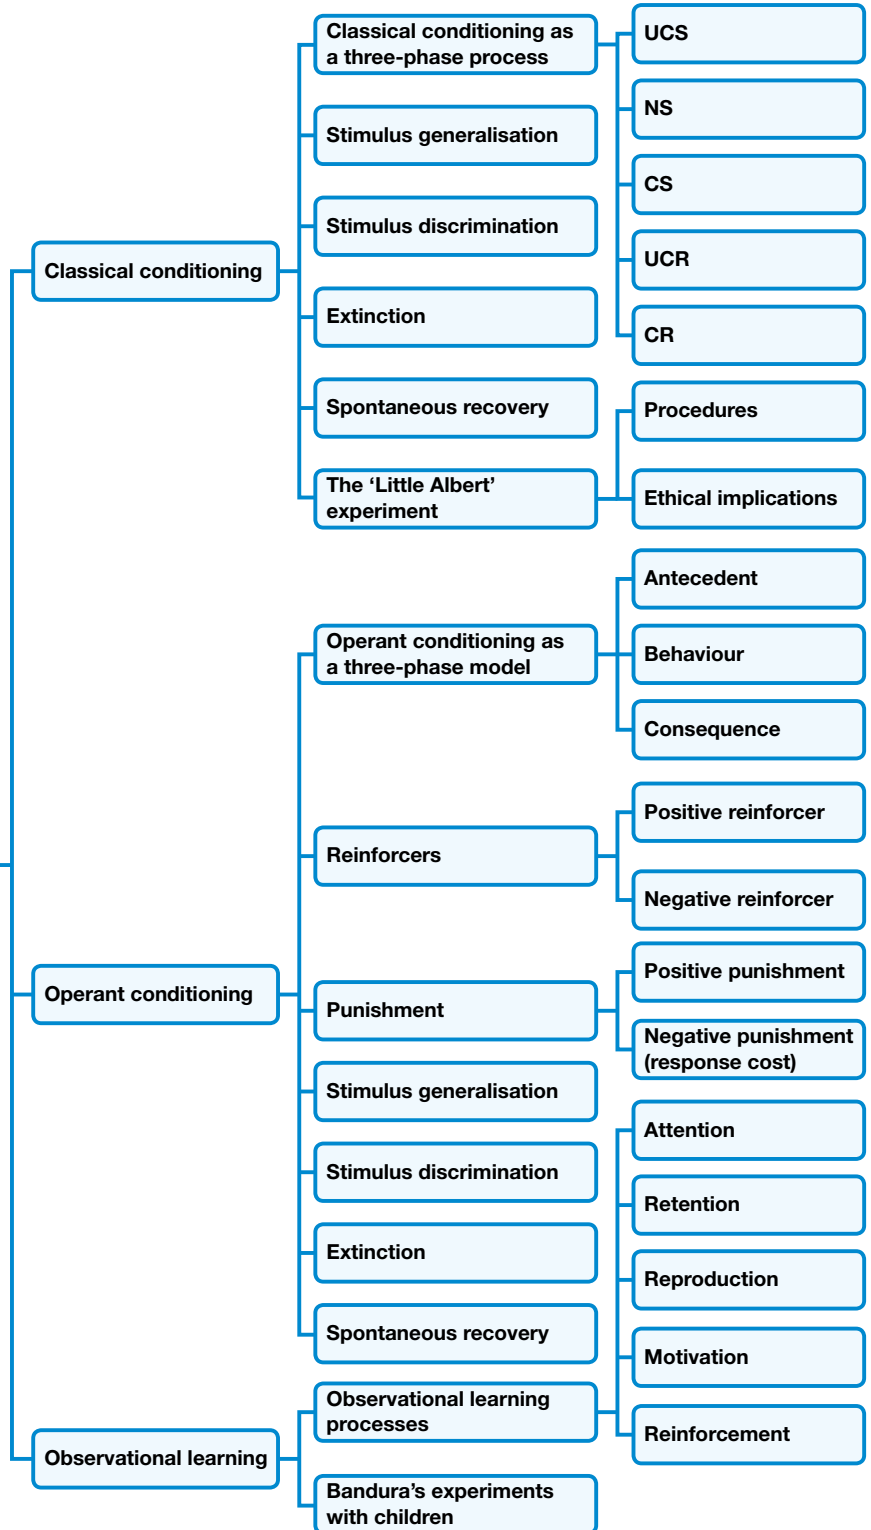 Classical conditioning
Classical conditioning as
a three-phase process
UCS
NS
CS
UCR
CR
Stimulus generalisation
Stimulus discrimination
Extinction
Spontaneous recovery
The ‘Little Albert’
experiment
Procedures
Ethical implications
Operant conditioning
Operant conditioning as
a three-phase model
Antecedent
Behaviour
Consequence
Reinforcers
Positive reinforcer
Negative reinforcer
Punishment
Positive punishment
Negative punishment
(response cost)
Stimulus generalisation
Stimulus discrimination
Extinction
Spontaneous recovery
Observational learning
Observational learning
processes
Attention
Retention
Reproduction
Motivation
Reinforcement
Bandura’s experiments
with children